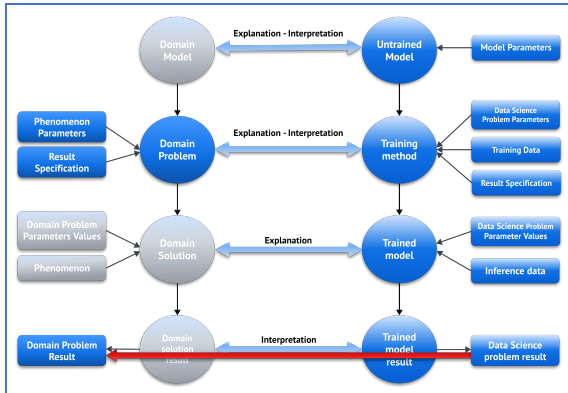 Domain
Model
Explanation - Interpretation
Untrained
Model
Model Parameters
Phenomenon
Parameters
Result
Specification
Domain
Problem
Explanation - Interpretation
Training
method
Data Science
Problem Parameters
Training Data
Result Specification
Domain Problem
Parameters Values
Phenomenon
Domain
Solution
Explanation
Trained
model
Data Science Problem
Parameter Values
Inference data
Domain Problem
Result
Domain
solution
result
Interpretation
Trained
model
result
Data Science
problem result